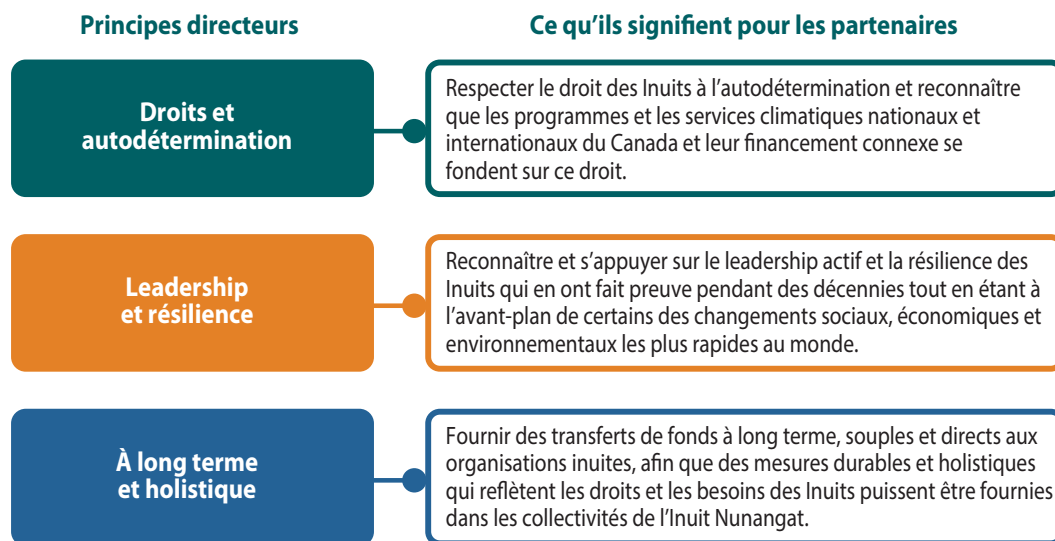 Principes directeurs
Ce qu’ils signifient pour les partenaires
Droits et
autodétermination
Respecter le droit des Inuits à l’autodétermination et reconnaître
que les programmes et les services climatiques nationaux et
internationaux du Canada et leur financement connexe se
fondent sur ce droit.
Leadership
et résilience
Reconnaître et s’appuyer sur le leadership actif et la résilience des
Inuits qui en ont fait preuve pendant des décennies tout en étant à
l’avant-plan de certains des changements sociaux, économiques et
environnementaux les plus rapides au monde.
À long terme
et holistique
Fournir des transferts de fonds à long terme, souples et directs aux
organisations inuites, afin que des mesures durables et holistiques
qui reflètent les droits et les besoins des Inuits puissent être fournies
dans les collectivités de l’Inuit Nunangat.